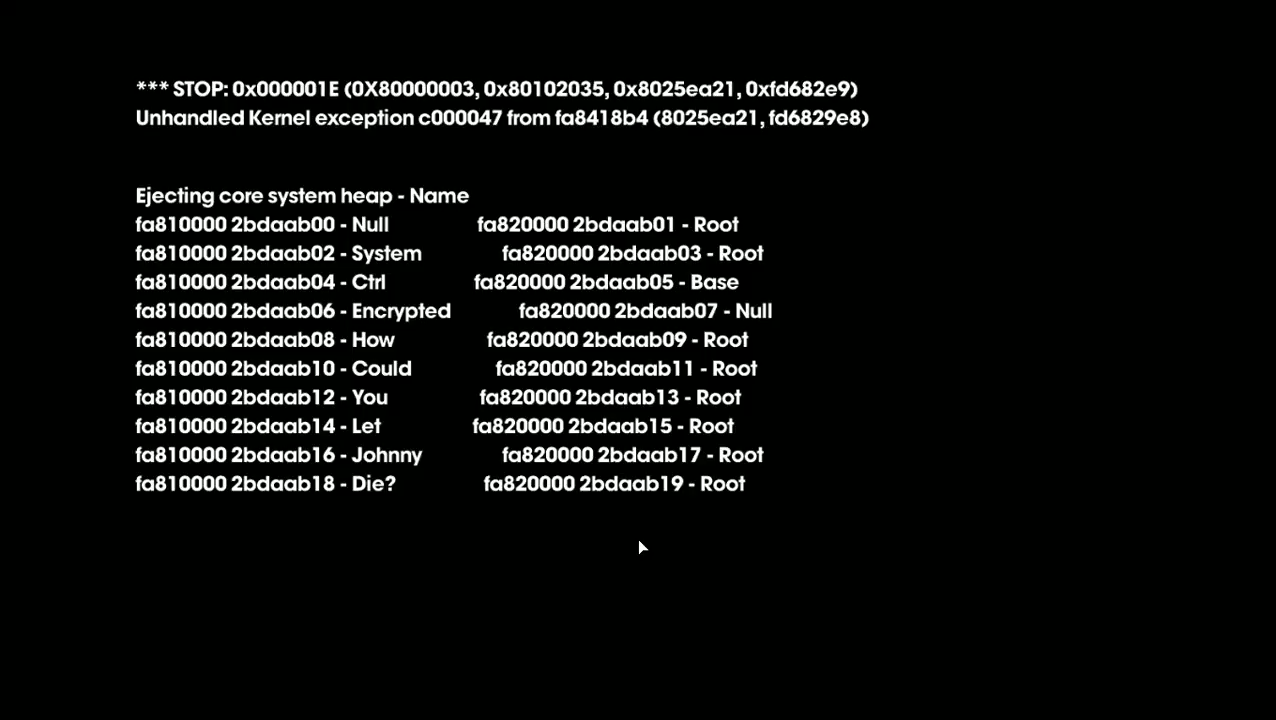 *** STOP: 0x000001E (0X80000003, 0x80102035, 0x8025ea21, 0xfd682e9)
Unhandled Kernel exception c000047 from fa8418b4 (8025ea21, fd6829e8)
Ejecting core system heap - Name
fa810000 2bdaab00 - Null fa820000 2bdaab01 - Root
fa810000 2bdaab02 - System fa820000 2bdaab03 - Root
fa810000 2bdaab04 - Ctrl fa820000 2bdaab05 - Base
fa810000 2bdaab06 - Encrypted fa820000 2bdaab07 - Null
fa810000 2bdaab08 - How fa820000 2bdaab09 - Root
fa810000 2bdaab10 - Could fa820000 2bdaab11 - Root
fa810000 2bdaab12 - You fa820000 2bdaab13 - Root
fa810000 2bdaab14 - Let fa820000 2bdaab15 - Root
fa810000 2bdaab16 - Johnny fa820000 2bdaab17 - Root
fa810000 2bdaab18 - Die? fa820000 2bdaab19 - Root